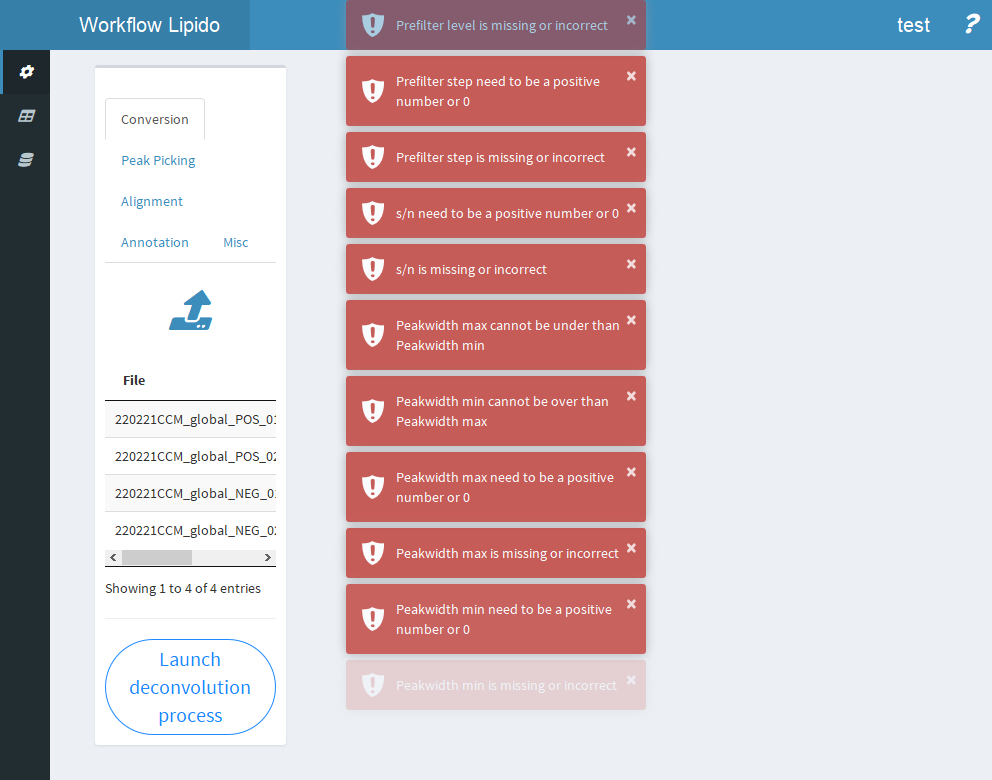 Workflow Lipido
test
?
Conversion
Peak Picking
Alignment
Annotation Misc
File
220221CCM_global_POS_01
220221CCM_global_POS_02
220221CCM_global_NEG_01
220221CCM_global_NEG_02
Showing 1 to 4 of 4 entries
Launch
deconvolution
process
Prefilter level is missing or incorrect
×
Prefilter step need to be a positive
number or 0
×
Prefilter step is missing or incorrect
×
s/n need to be a positive number or 0
×
s/n is missing or incorrect
×
Peakwidth max cannot be under than
Peakwidth min
×
Peakwidth min cannot be over than
Peakwidth max
×
Peakwidth max need to be a positive
number or 0
×
Peakwidth max is missing or incorrect
×
Peakwidth min need to be a positive
number or 0
×
Peakwidth min is missing or incorrect
×